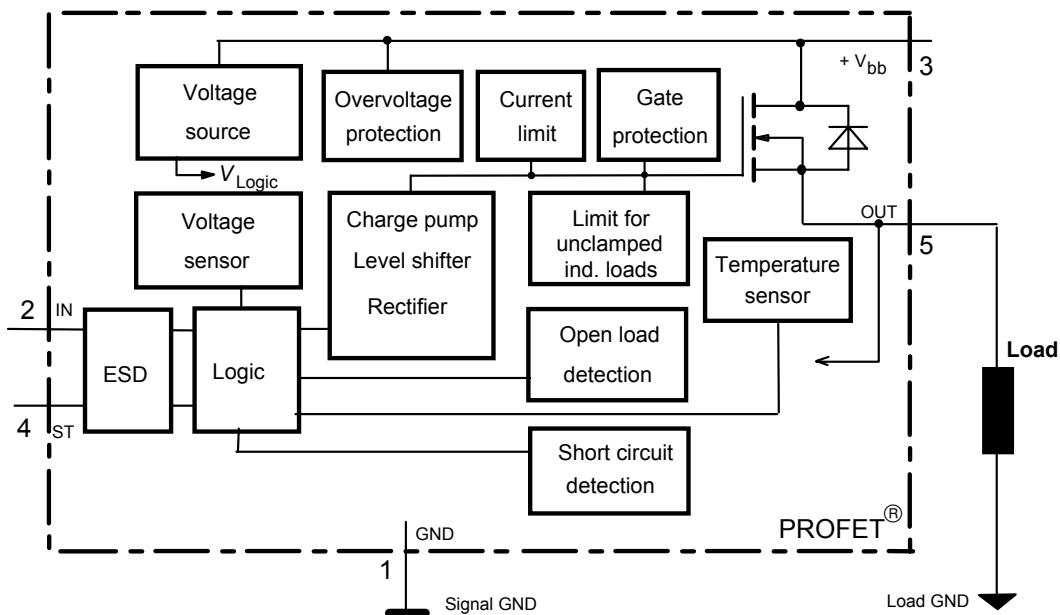 + Vbb
3
Voltage
source
Overvoltage
protection
Current
limit
Gate
protection
VLogic
Voltage
sensor
Charge pump
Level shifter
Rectifier
Limit for
unclamped
ind. loads
OUT
5
Temperature
sensor
2
IN
ESD
Logic
Open load
detection
Load
4
ST
Short circuit
detection
PROFET®
GND
1
Signal GND
Load GND